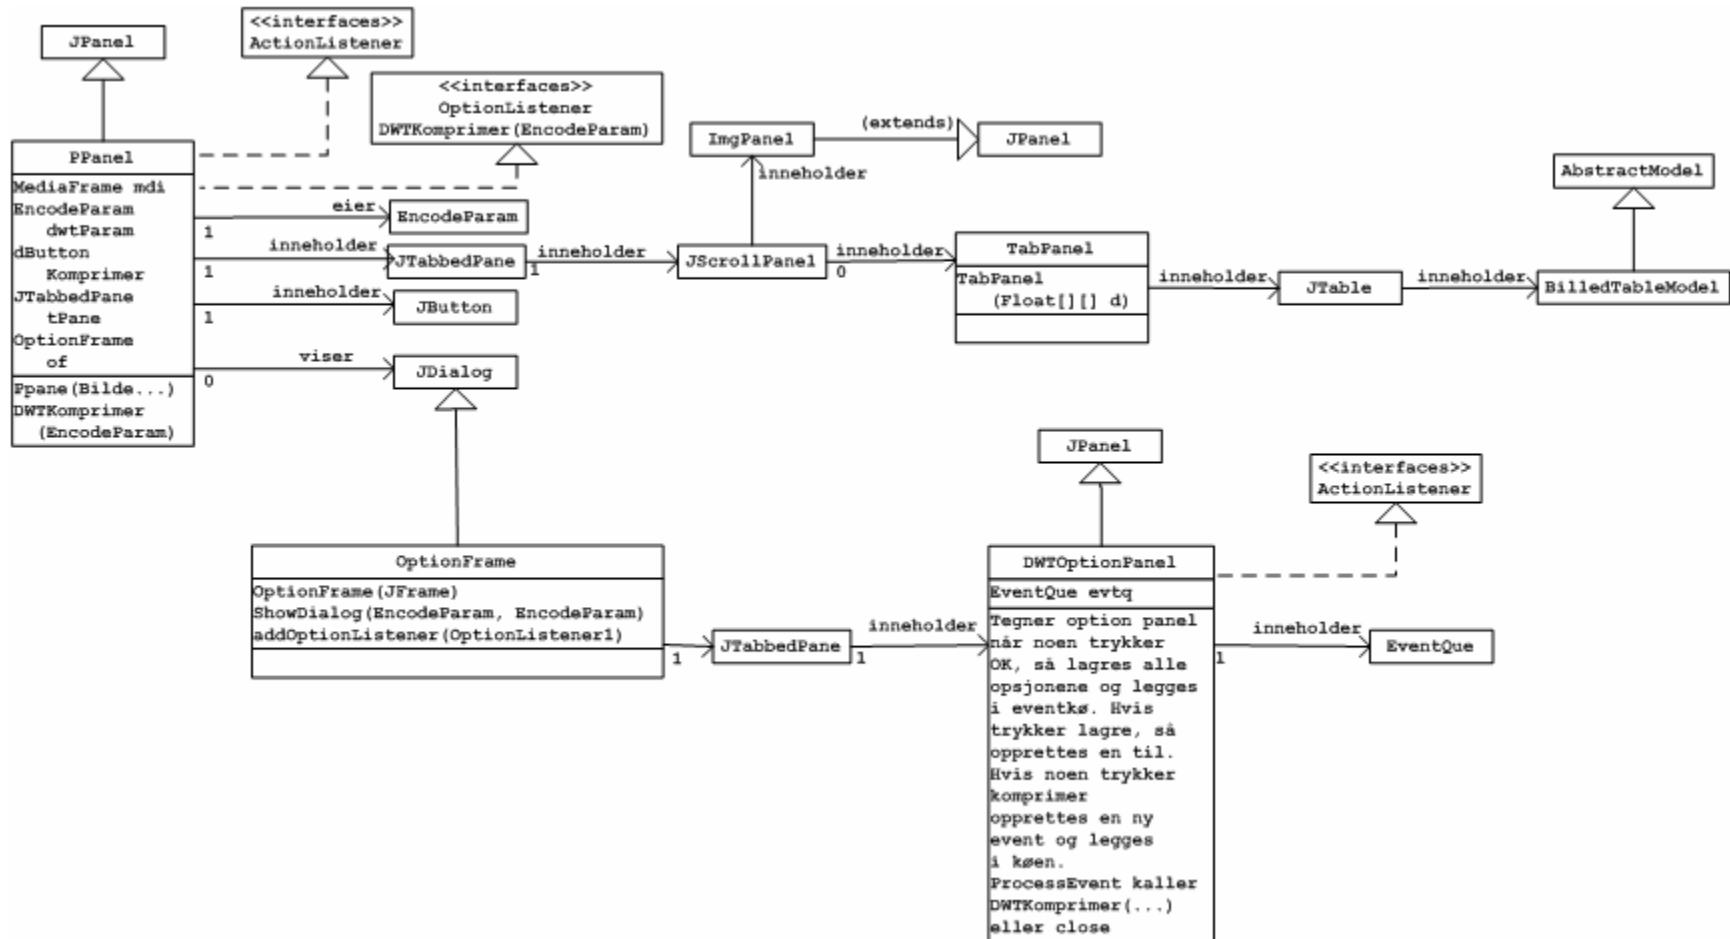 JPanel
<<interfaces>>
ActionListener
<<interfaces>>
OptionListener
DWTKomprimer(EncodeParam)
PPanel
MediaFrame mdi
EncodeParam
dwtParam
dButton
Komprimer
JTabbedPane
tPane
OptionFrame
of
Ppane(Bilde...)
DWTKomprimer
(EncodeParam)
eier
1
EncodeParam
inneholder
1
JTabbedPane
inneholder
1
JButton
viser
0
JDialog
inneholder
1
JScrollPanel
inneholder
ImgPanel
(extends)
JPanel
inneholder
0
TabPanel
TabPanel
(Float[][] d)
inneholder
JTable
inneholder
BilledTableModel
AbstractModel
OptionFrame
OptionFrame(JFrame)
ShowDialog(EncodeParam, EncodeParam)
addOptionListener(OptionListener1)
1
JTabbedPane
inneholder
1
JPanel
<<interfaces>>
ActionListener
DWTOptionPanel
EventQue evtq
Tegner option panel
når noen trykker
OK, så lagres alle
opsjonene og legges
i eventkø. Hvis
trykker lagre, så
opprettes en til.
Hvis noen trykker
komprimer
opprettes en ny
event og legges
i køen.
ProcessEvent kaller
DWTKomprimer(...)
eller close
inneholder
1
EventQue